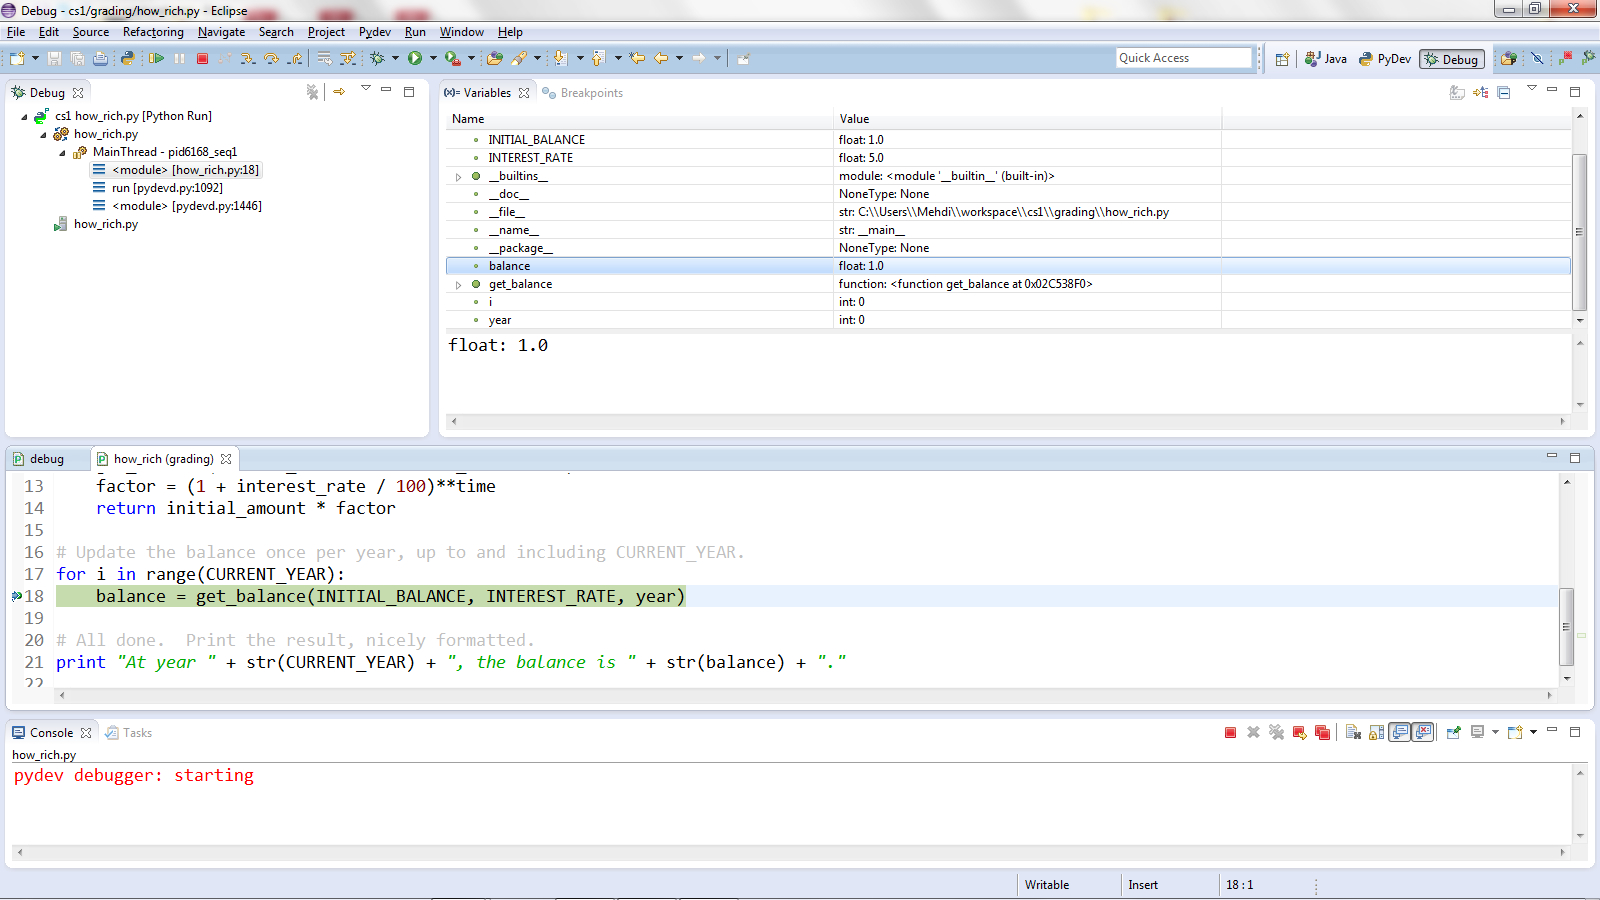 Debug - cs1/grading/how_rich.py - Eclipse
File Edit Source Refactoring Navigate Search Project Pydev Run Window Help
Quick Access
Java
PyDev
Debug
Debug
cs1 how_rich.py [Python Run]
how_rich.py
MainThread - pid6168_seq1
<module> [how_rich.py:18]
run [pydevd.py:1092]
<module> [pydevd.py:1446]
how_rich.py
(x)= Variables
Breakpoints
Name Value
INITIAL_BALANCE float: 1.0
INTEREST_RATE float: 5.0
__builtins__ module: <module '__builtin__' (built-in)>
__doc__ NoneType: None
__file__ str: C:\\Users\\Mehdi\\workspace\\cs1\\grading\\how_rich.py
__name__ str: __main__
__package__ NoneType: None
balance float: 1.0
get_balance function: <function get_balance at 0x02C538F0>
i int: 0
year int: 0
float: 1.0
debug
how_rich (grading)
13 factor = (1 + interest_rate / 100)**time
14 return initial_amount * factor
15
16 # Update the balance once per year, up to and including CURRENT_YEAR.
17 for i in range(CURRENT_YEAR):
18 balance = get_balance(INITIAL_BALANCE, INTEREST_RATE, year)
19
20 # All done.  Print the result, nicely formatted.
21 print "At year " + str(CURRENT_YEAR) + ", the balance is " + str(balance) + "."
22
Console
Tasks
how_rich.py
pydev debugger: starting
Writable Insert 18 : 1